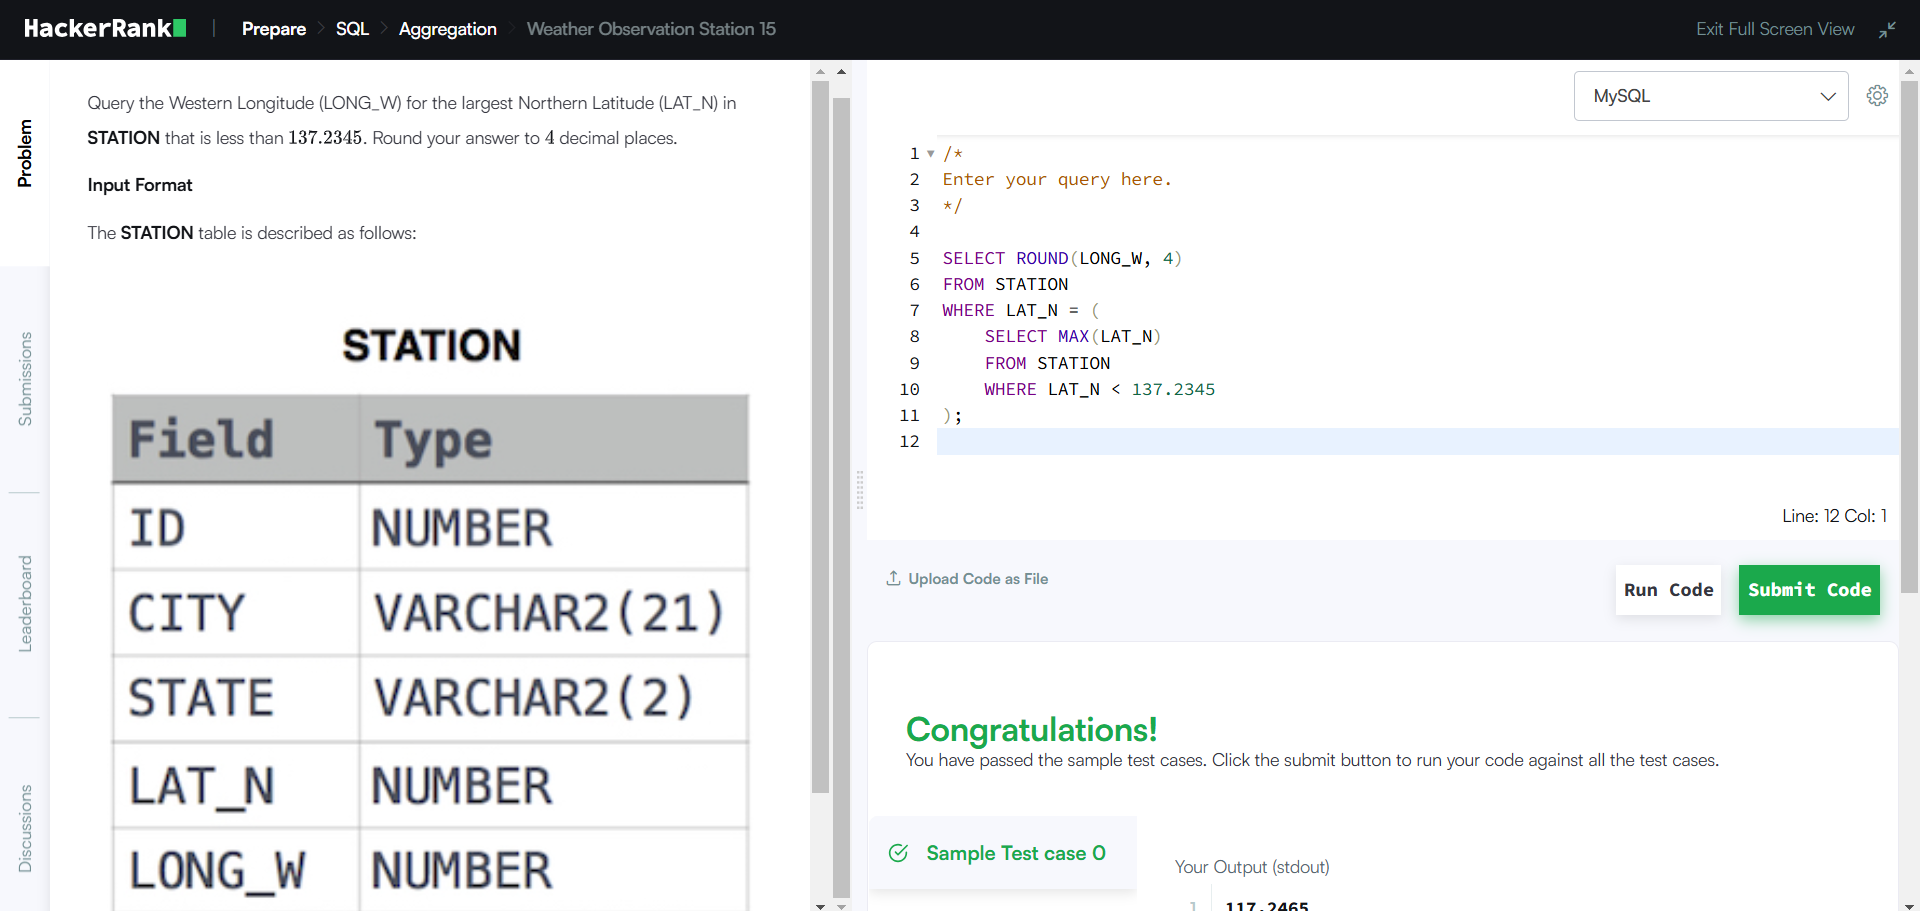 HackerRank
Prepare
SQL
Aggregation
Weather Observation Station 15
Exit Full Screen View
Problem
Submissions
Leaderboard
Discussions
Query the Western Longitude (LONG_W) for the largest Northern Latitude (LAT_N) in
STATION that is less than 137.2345. Round your answer to 4 decimal places.
Input Format
The STATION table is described as follows:
STATION
Field Type
ID NUMBER
CITY VARCHAR2(21)
STATE VARCHAR2(2)
LAT_N NUMBER
LONG_W NUMBER
MySQL
1 /*
2 Enter your query here.
3 */
4
5 SELECT ROUND(LONG_W, 4)
6 FROM STATION
7 WHERE LAT_N = (
8     SELECT MAX(LAT_N)
9     FROM STATION
10     WHERE LAT_N < 137.2345
11 );
12
Line: 12 Col: 1
Upload Code as File
Run Code
Submit Code
Congratulations!
You have passed the sample test cases. Click the submit button to run your code against all the test cases.
Sample Test case 0
Your Output (stdout)
1 117.2465